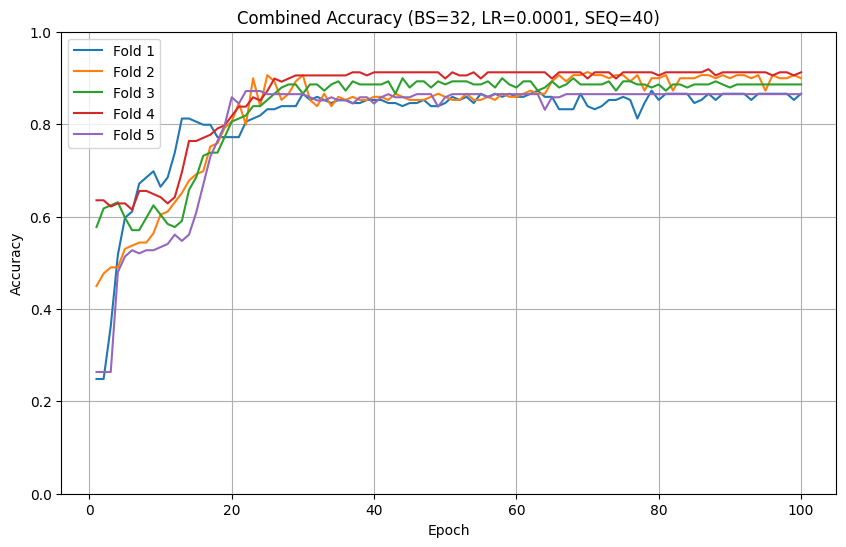 Combined Accuracy (BS=32, LR=0.0001, SEQ=40)
Fold 1
Fold 2
Fold 3
Fold 4
Fold 5
1.0
0.8
0.6
0.4
0.2
0.0
Accuracy
0 20 40 60 80 100
Epoch